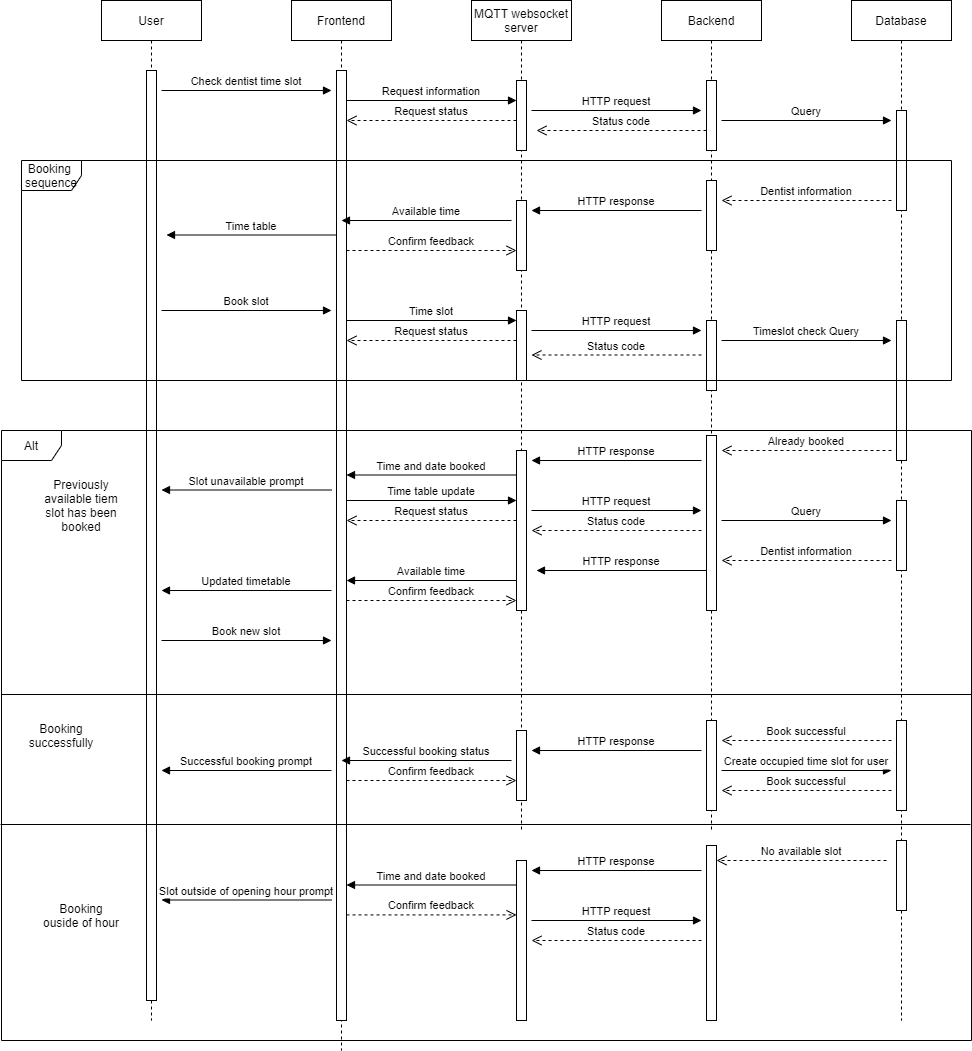 User
Frontend
MQTT websocket
server
Backend
Database
Check dentist time slot
Request information
Request status
HTTP request
Status code
Query
Booking
sequence
Dentist information
HTTP response
Available time
Time table
Confirm feedback
Book slot
Time slot
Request status
HTTP request
Status code
Timeslot check Query
Alt
Previously
available tiem
slot has been
booked
Already booked
HTTP response
Time and date booked
Slot unavailable prompt
Time table update
Request status
HTTP request
Status code
Query
Dentist information
HTTP response
Available time
Updated timetable
Confirm feedback
Book new slot
Booking
successfully
Book successful
HTTP response
Successful booking status
Successful booking prompt
Confirm feedback
Create occupied time slot for user
Book successful
Booking
ouside of hour
No available slot
HTTP response
Time and date booked
Slot outside of opening hour prompt
Confirm feedback
HTTP request
Status code